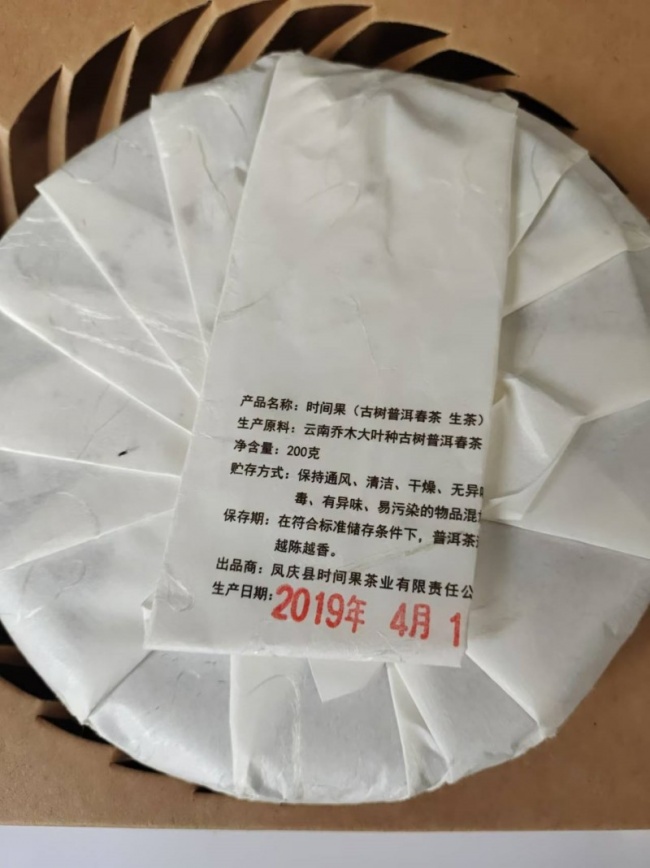 产品名称：时间果（古树普洱春茶 生茶）
生产原料：云南乔木大叶种古树普洱春茶
净含量：200克
贮存方式：保持通风、清洁、干燥、无异
毒、有异味、易污染的物品混
保存期：在符合标准储存条件下，普洱茶
越陈越香。
出品商：凤庆县时间果茶业有限责任公
生产日期：2019年 4月 1